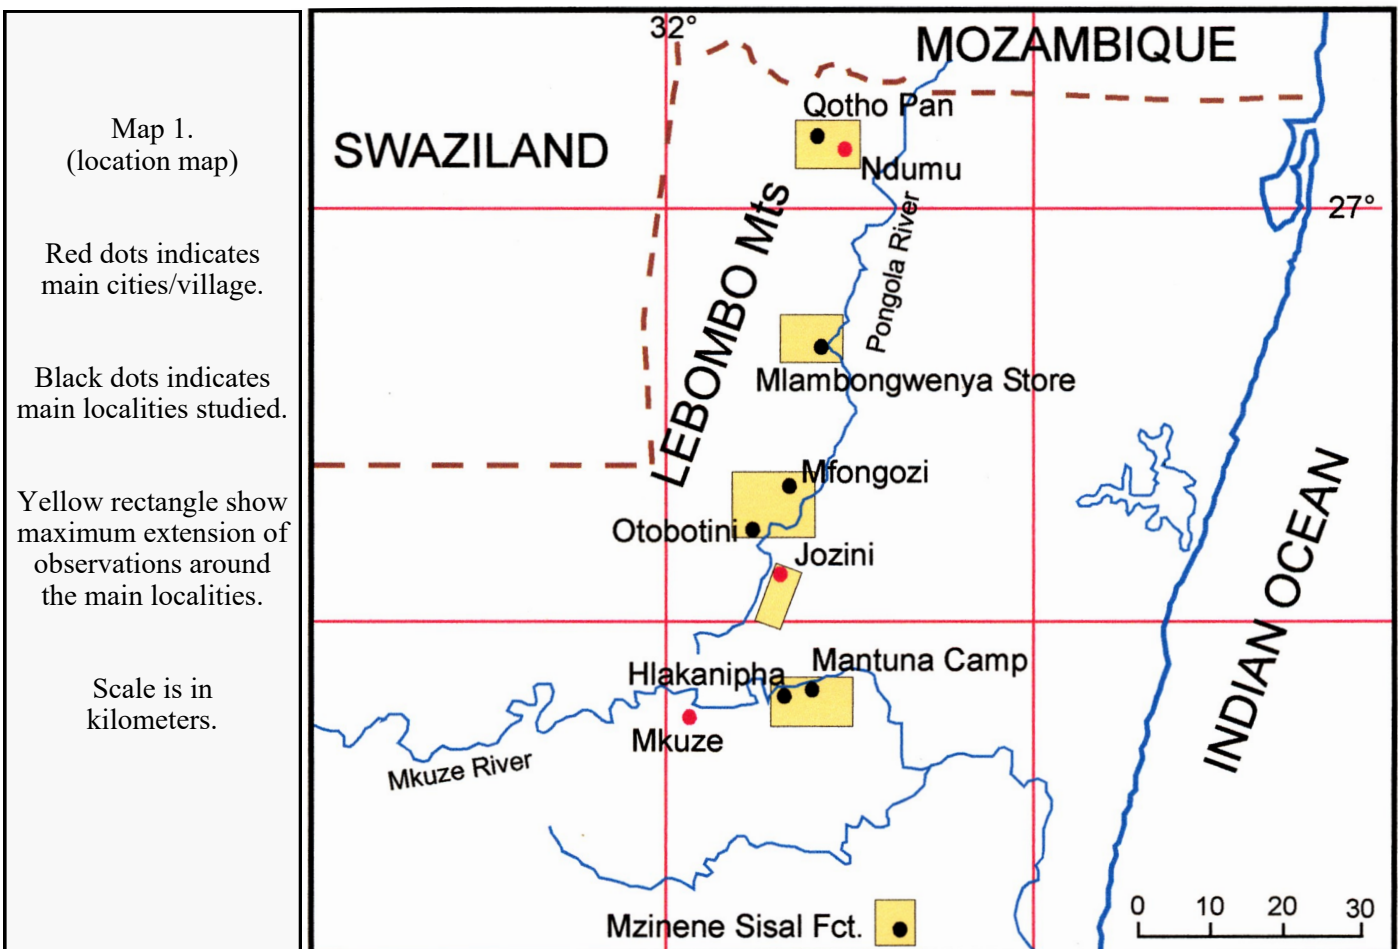 Map 1.
(location map)
Red dots indicates
main cities/village.
Black dots indicates
main localities studied.
Yellow rectangle show
maximum extension of
observations around
the main localities.
Scale is in
kilometers.
32°
MOZAMBIQUE
Qotho Pan
SWAZILAND
Ndumu
27°
LEBOMBO Mts
Pongola River
Mlambongwenya Store
Mfongozi
Otobotini
Jozini
INDIAN OCEAN
Hlakanipha
Mantuna Camp
Mkuze
Mkuze River
Mzinene Sisal Fct.
0 10 20 30